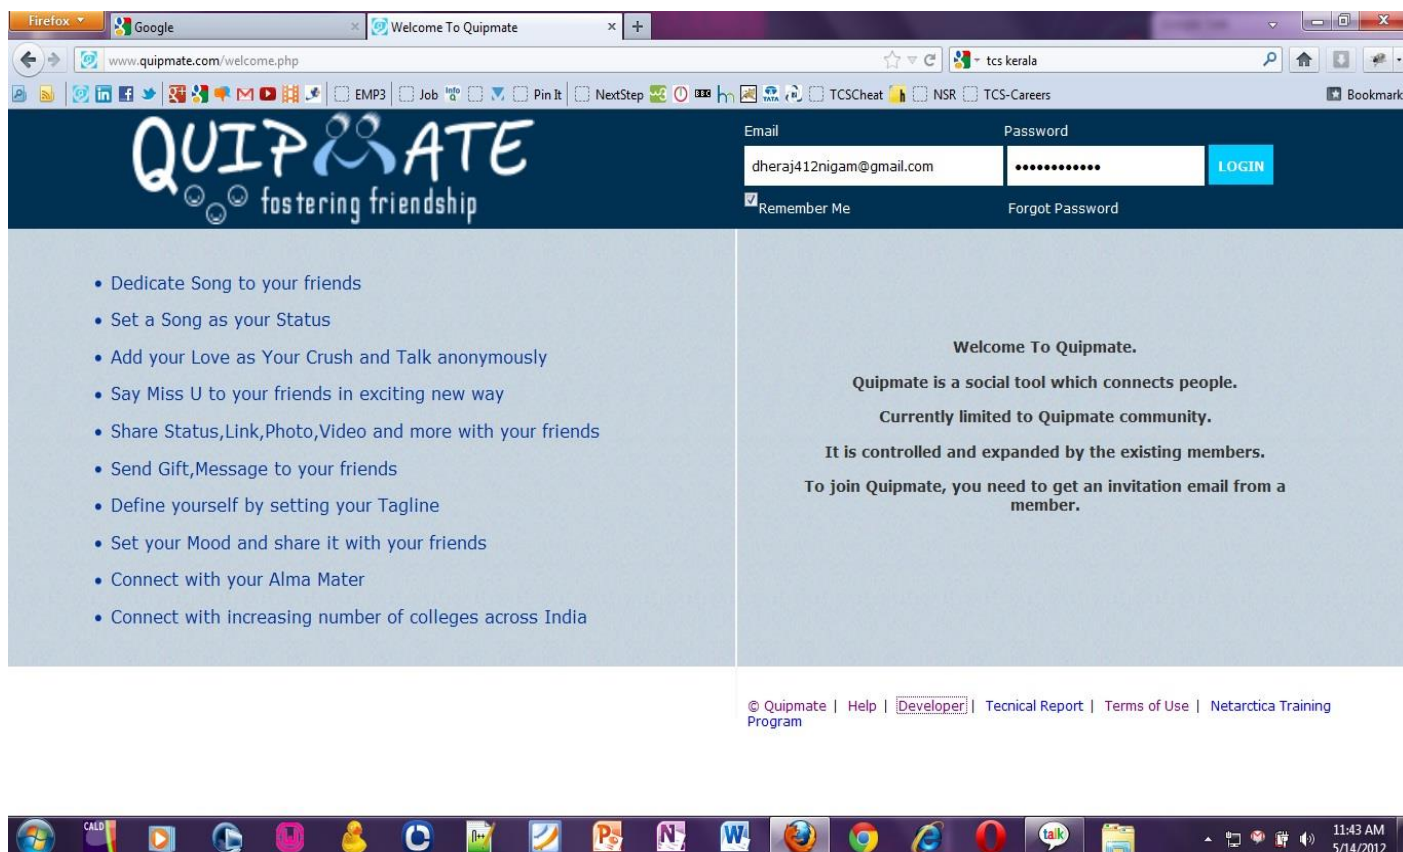 Firefox
Google
Welcome To Quipmate
www.quipmate.com/welcome.php
tcs kerala
EMP3
Job
Pin It
NextStep
TCSCheat
NSR
TCS-Careers
Bookmark
QUIPMATE
fostering friendship
Email
Password
dheraj412nigam@gmail.com
••••••••••••
LOGIN
Remember Me
Forgot Password
• Dedicate Song to your friends
• Set a Song as your Status
• Add your Love as Your Crush and Talk anonymously
• Say Miss U to your friends in exciting new way
• Share Status,Link,Photo,Video and more with your friends
• Send Gift,Message to your friends
• Define yourself by setting your Tagline
• Set your Mood and share it with your friends
• Connect with your Alma Mater
• Connect with increasing number of colleges across India
Welcome To Quipmate.
Quipmate is a social tool which connects people.
Currently limited to Quipmate community.
It is controlled and expanded by the existing members.
To join Quipmate, you need to get an invitation email from a
member.
© Quipmate | Help | Developer | Tecnical Report | Terms of Use | Netarctica Training
Program
CALD
talk
11:43 AM
5/14/2012